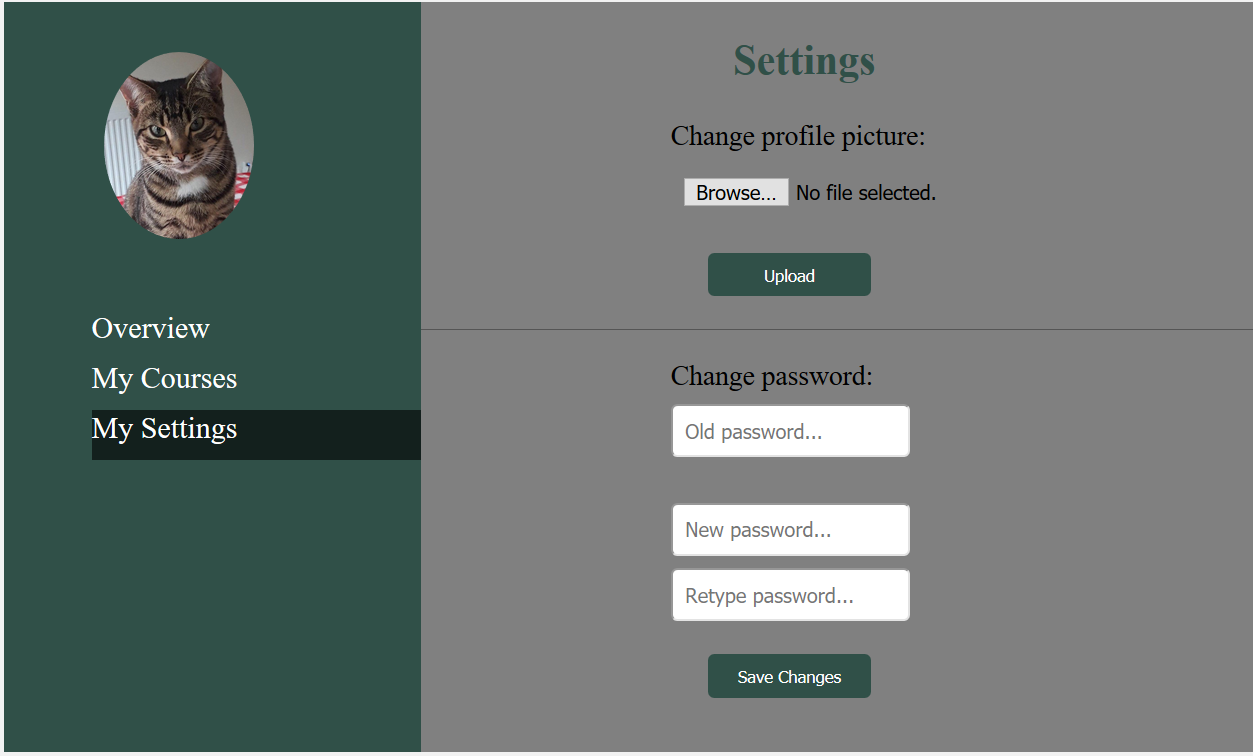 Overview
My Courses
My Settings
Settings
Change profile picture:
Browse... No file selected.
Upload
Change password:
Old password...
New password...
Retype password...
Save Changes